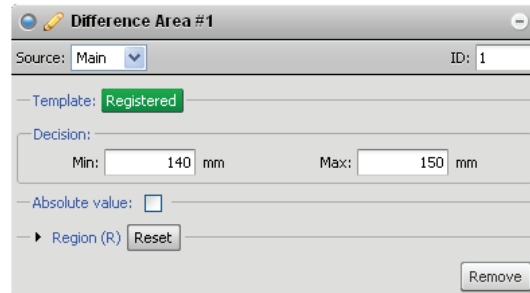 Difference Area #1
Source: Main ID: 1
Template: Registered
Decision:
Min: 140 mm Max: 150 mm
Absolute value:
Region (R) Reset
Remove